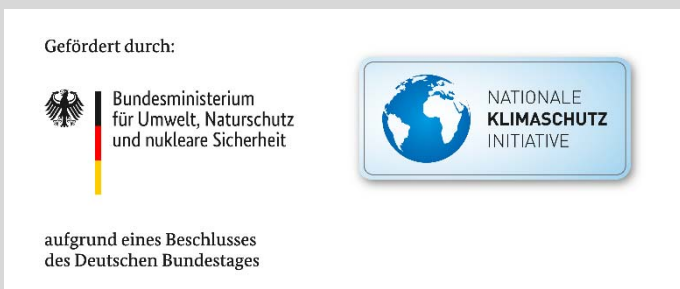 Gefördert durch:
Bundesministerium
für Umwelt, Naturschutz
und nukleare Sicherheit
NATIONALE
KLIMASCHUTZ
INITIATIVE
aufgrund eines Beschlusses
des Deutschen Bundestages